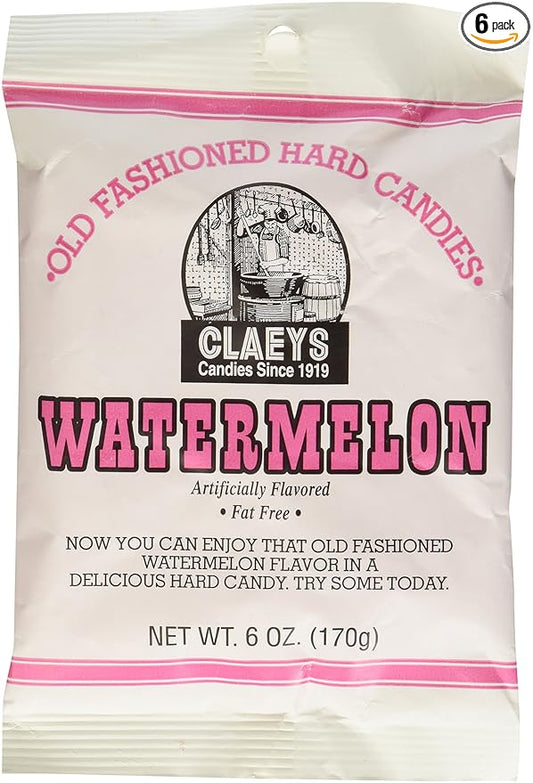 6 pack
•OLD FASHIONED HARD CANDIES•
CLAEYS
Candies Since 1919
WATERMELON
Artificially Flavored
• Fat Free •
NOW YOU CAN ENJOY THAT OLD FASHIONED
WATERMELON FLAVOR IN A
DELICIOUS HARD CANDY. TRY SOME TODAY.
NET WT. 6 OZ. (170g)